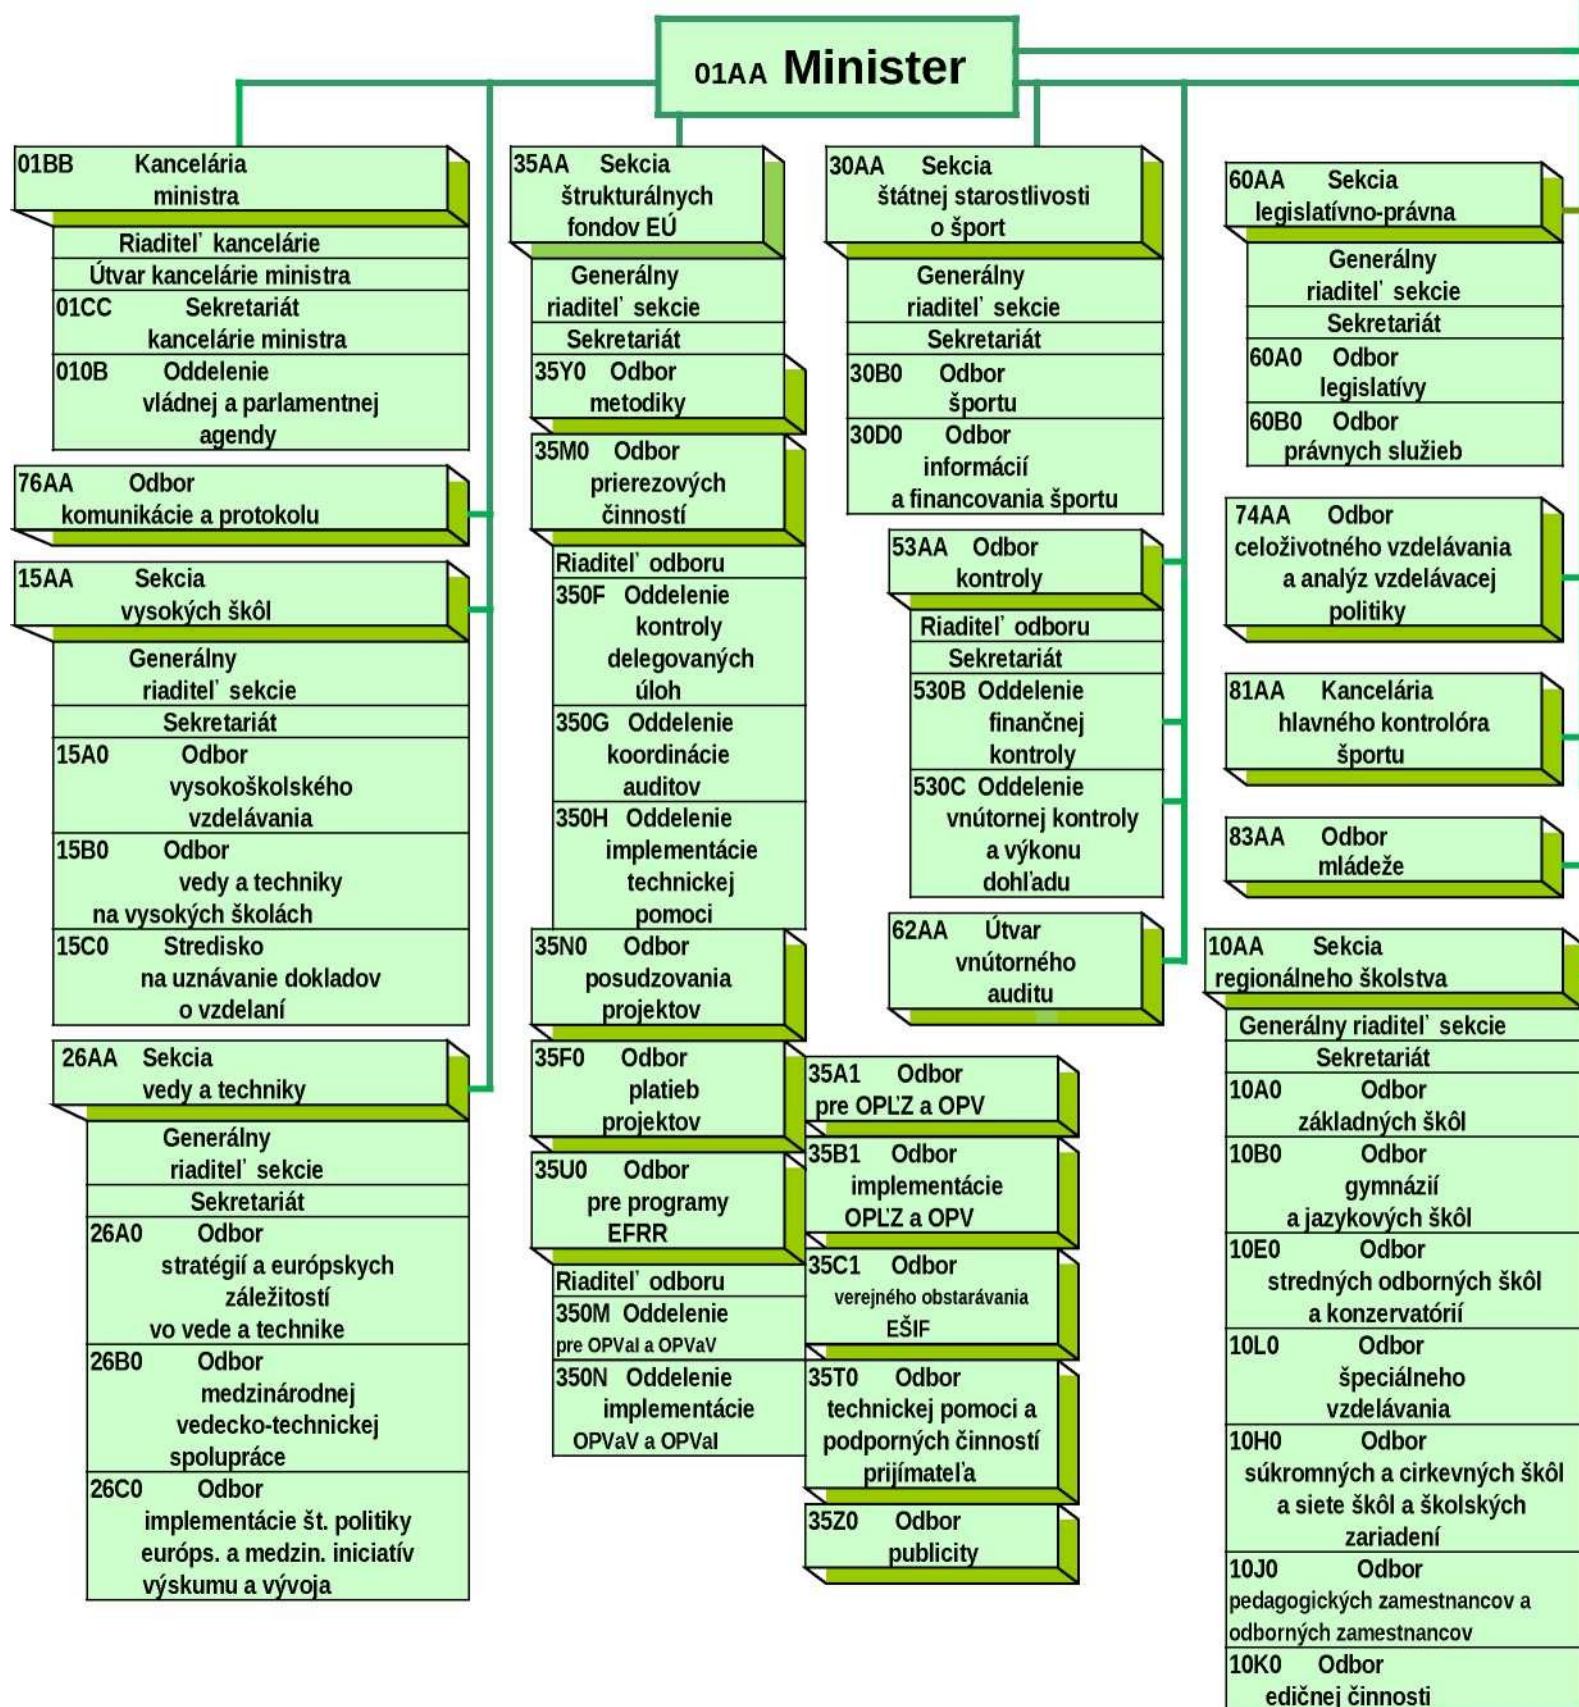 01AA Minister
01BB Kancelária
ministra
Riaditeľ kancelárie
Útvar kancelárie ministra
01CC Sekretariát
kancelárie ministra
010B Oddelenie
vládnej a parlamentnej
agendy
76AA Odbor
komunikácie a protokolu
15AA Sekcia
vysokých škôl
Generálny
riaditeľ sekcie
Sekretariát
15A0 Odbor
vysokoškolského
vzdelávania
15B0 Odbor
vedy a techniky
na vysokých školách
15C0 Stredisko
na uznávanie dokladov
o vzdelaní
26AA Sekcia
vedy a techniky
Generálny
riaditeľ sekcie
Sekretariát
26A0 Odbor
stratégií a európskych
záležitostí
vo vede a technike
26B0 Odbor
medzinárodnej
vedecko-technickej
spolupráce
26C0 Odbor
implementácie št. politiky
európs. a medzin. iniciatív
výskumu a vývoja
35AA Sekcia
štrukturálnych
fondov EÚ
Generálny
riaditeľ sekcie
Sekretariát
35Y0 Odbor
metodiky
35M0 Odbor
prierezových
činností
Riaditeľ odboru
350F Oddelenie
kontroly
delegovaných
úloh
350G Oddelenie
koordinácie
auditov
350H Oddelenie
implementácie
technickej
pomoci
35N0 Odbor
posudzovania
projektov
35F0 Odbor
platieb
projektov
35U0 Odbor
pre programy
EFRR
Riaditeľ odboru
350M Oddelenie
pre OPVaI a OPVaV
350N Oddelenie
implementácie
OPVaV a OPVaI
35A1 Odbor
pre OPĽZ a OPV
35B1 Odbor
implementácie
OPĽZ a OPV
35C1 Odbor
verejného obstarávania
EŠIF
35T0 Odbor
technickej pomoci a
podporných činností
prijímateľa
35Z0 Odbor
publicity
30AA Sekcia
štátnej starostlivosti
o šport
Generálny
riaditeľ sekcie
Sekretariát
30B0 Odbor
športu
30D0 Odbor
informácií
a financovania športu
53AA Odbor
kontroly
Riaditeľ odboru
Sekretariát
530B Oddelenie
finančnej
kontroly
530C Oddelenie
vnútornej kontroly
a výkonu
dohľadu
62AA Útvar
vnútorného
auditu
60AA Sekcia
legislatívno-právna
Generálny
riaditeľ sekcie
Sekretariát
60A0 Odbor
legislatívy
60B0 Odbor
právnych služieb
74AA Odbor
celoživotného vzdelávania
a analýz vzdelávacej
politiky
81AA Kancelária
hlavného kontrolóra
športu
83AA Odbor
mládeže
10AA Sekcia
regionálneho školstva
Generálny riaditeľ sekcie
Sekretariát
10A0 Odbor
základných škôl
10B0 Odbor
gymnázií
a jazykových škôl
10E0 Odbor
stredných odborných škôl
a konzervatórií
10L0 Odbor
špeciálneho
vzdelávania
10H0 Odbor
súkromných a cirkevných škôl
a siete škôl a školských
zariadení
10J0 Odbor
pedagogických zamestnancov a
odborných zamestnancov
10K0 Odbor
edičnej činnosti